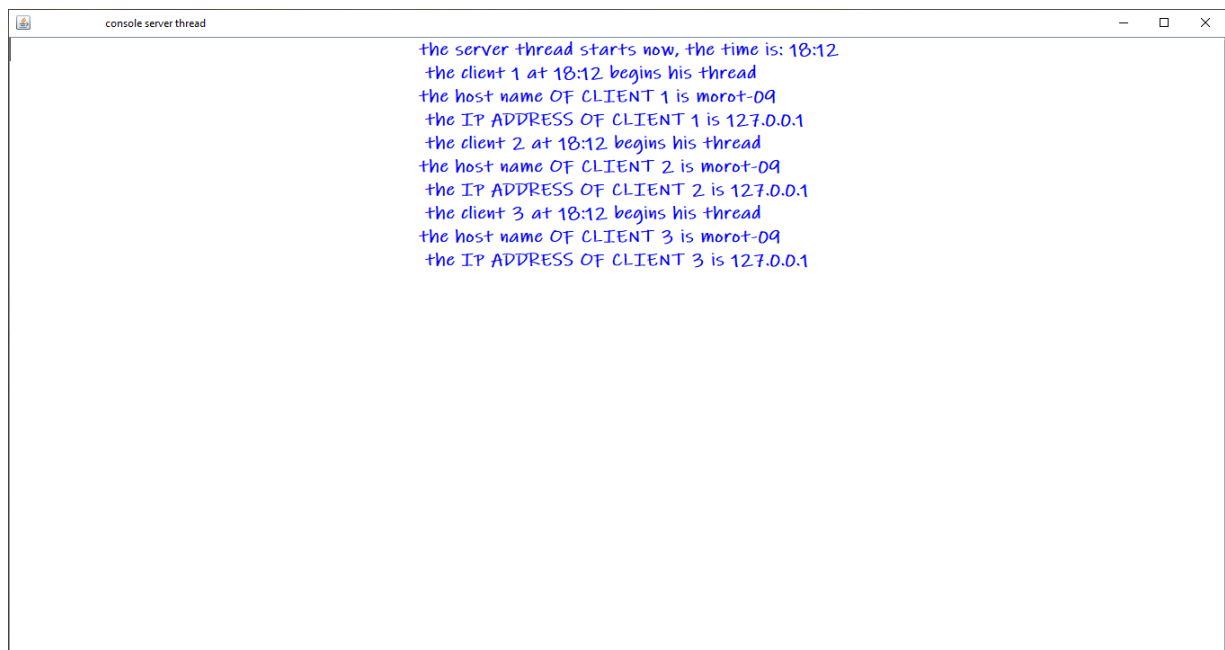 console server thread
the server thread starts now, the time is: 18:12
the client 1 at 18:12 begins his thread
the host name OF CLIENT 1 is morot-09
the IP ADDRESS OF CLIENT 1 is 127.0.0.1
the client 2 at 18:12 begins his thread
the host name OF CLIENT 2 is morot-09
the IP ADDRESS OF CLIENT 2 is 127.0.0.1
the client 3 at 18:12 begins his thread
the host name OF CLIENT 3 is morot-09
the IP ADDRESS OF CLIENT 3 is 127.0.0.1